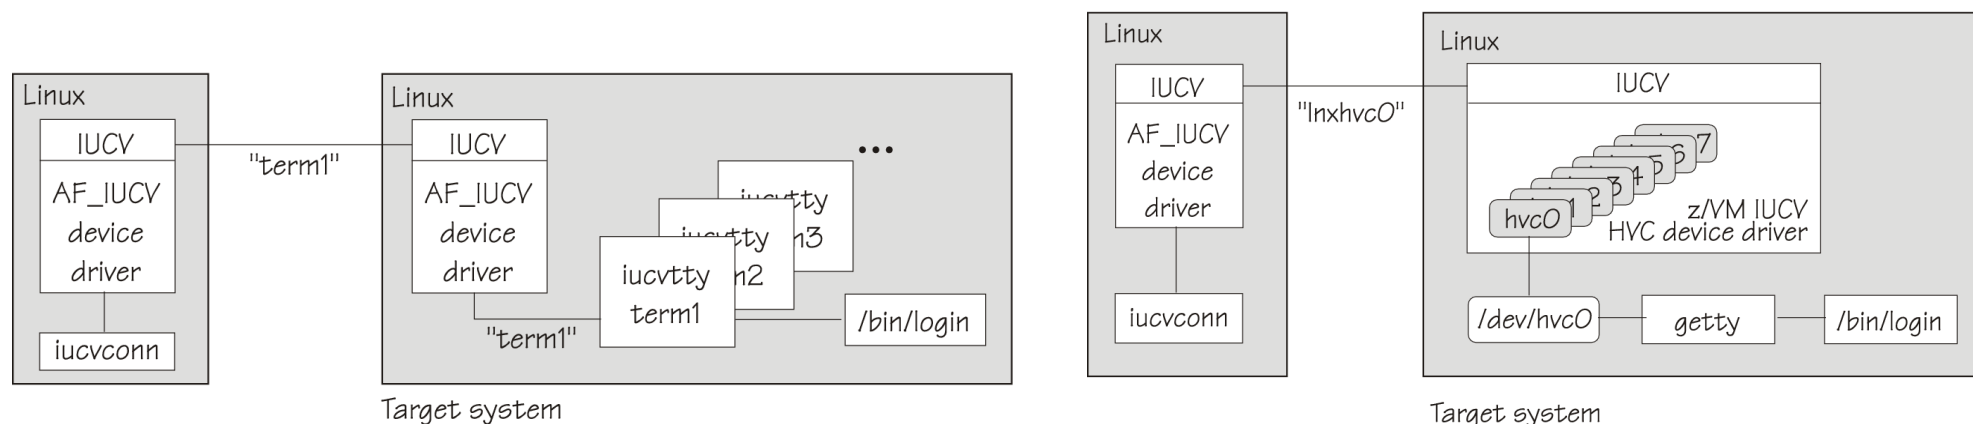 Linux
IUCV
AF_IUCV
device
driver
iucvconn
"term1"
Linux
IUCV
AF_IUCV
device
driver
"term1"
...
iucvtty
iucvtty
iucvtty
term1
/bin/login
Target system
Linux
IUCV
AF_IUCV
device
driver
iucvconn
"lnxhvc0"
Linux
IUCV
7
6
5
4
3
2
1
hvc0
z/VM IUCV
HVC device driver
/dev/hvc0
getty
/bin/login
Target system